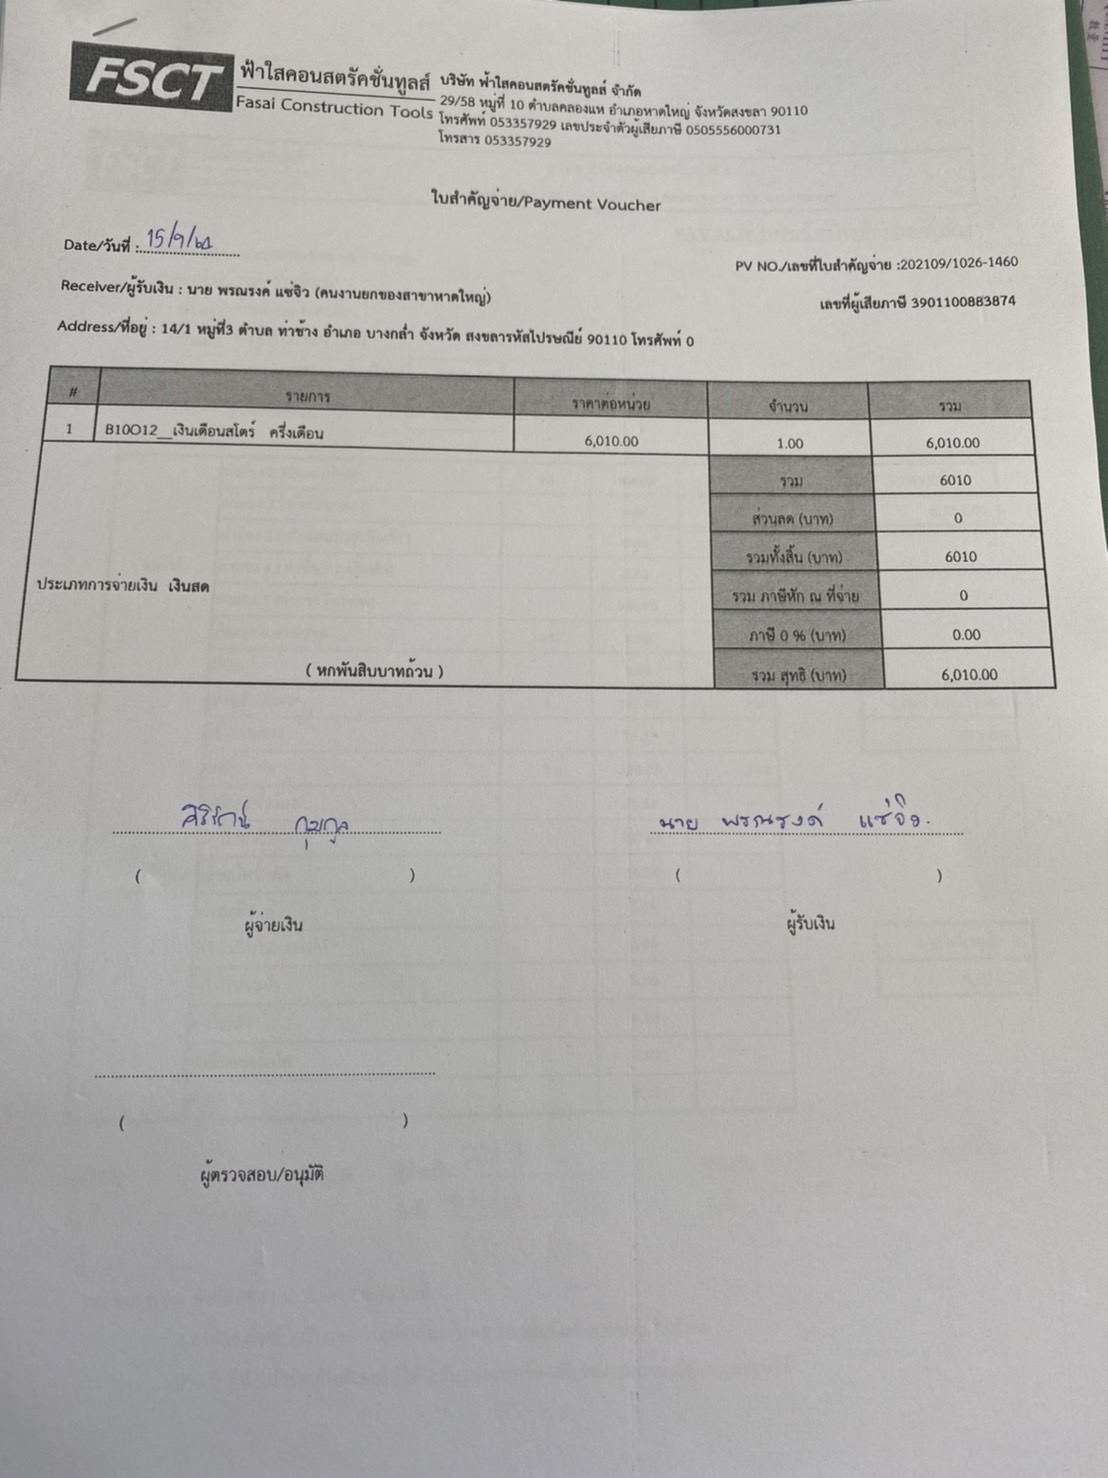 FSCT
ฟ้าใสคอนสตรัคชั่นทูลส์
Fasai Construction Tools
บริษัท ฟ้าใสคอนสตรัคชั่นทูลส์ จำกัด
29/58 หมู่ที่ 10 ตำบลคลองแห อำเภอหาดใหญ่ จังหวัดสงขลา 90110
โทรศัพท์ 053357929 เลขประจำตัวผู้เสียภาษี 0505556000731
โทรสาร 053357929
ใบสำคัญจ่าย/Payment Voucher
Date/วันที่ : 15/9/64
PV NO./เลขที่ใบสำคัญจ่าย :202109/1026-1460
Receiver/ผู้รับเงิน : นาย พรณรงค์ แซ่จิว (คนงานยกของสาขาหาดใหญ่)
เลขที่ผู้เสียภาษี 3901100883874
Address/ที่อยู่ : 14/1 หมู่ที่3 ตำบล ท่าช้าง อำเภอ บางกล่ำ จังหวัด สงขลารหัสไปรษณีย์ 90110 โทรศัพท์ 0
# รายการ ราคาต่อหน่วย จำนวน รวม
1 B10O12__เงินเดือนสโตร์ ครึ่งเดือน 6,010.00 1.00 6,010.00
รวม 6010
ส่วนลด (บาท) 0
รวมทั้งสิ้น (บาท) 6010
ประเภทการจ่ายเงิน เงินสด
รวม ภาษีหัก ณ ที่จ่าย 0
ภาษี 0 % (บาท) 0.00
( หกพันสิบบาทถ้วน ) รวม สุทธิ (บาท) 6,010.00
นาย พรณรงค์ แซ่จิว
( ) ( )
ผู้จ่ายเงิน ผู้รับเงิน
( )
ผู้ตรวจสอบ/อนุมัติ